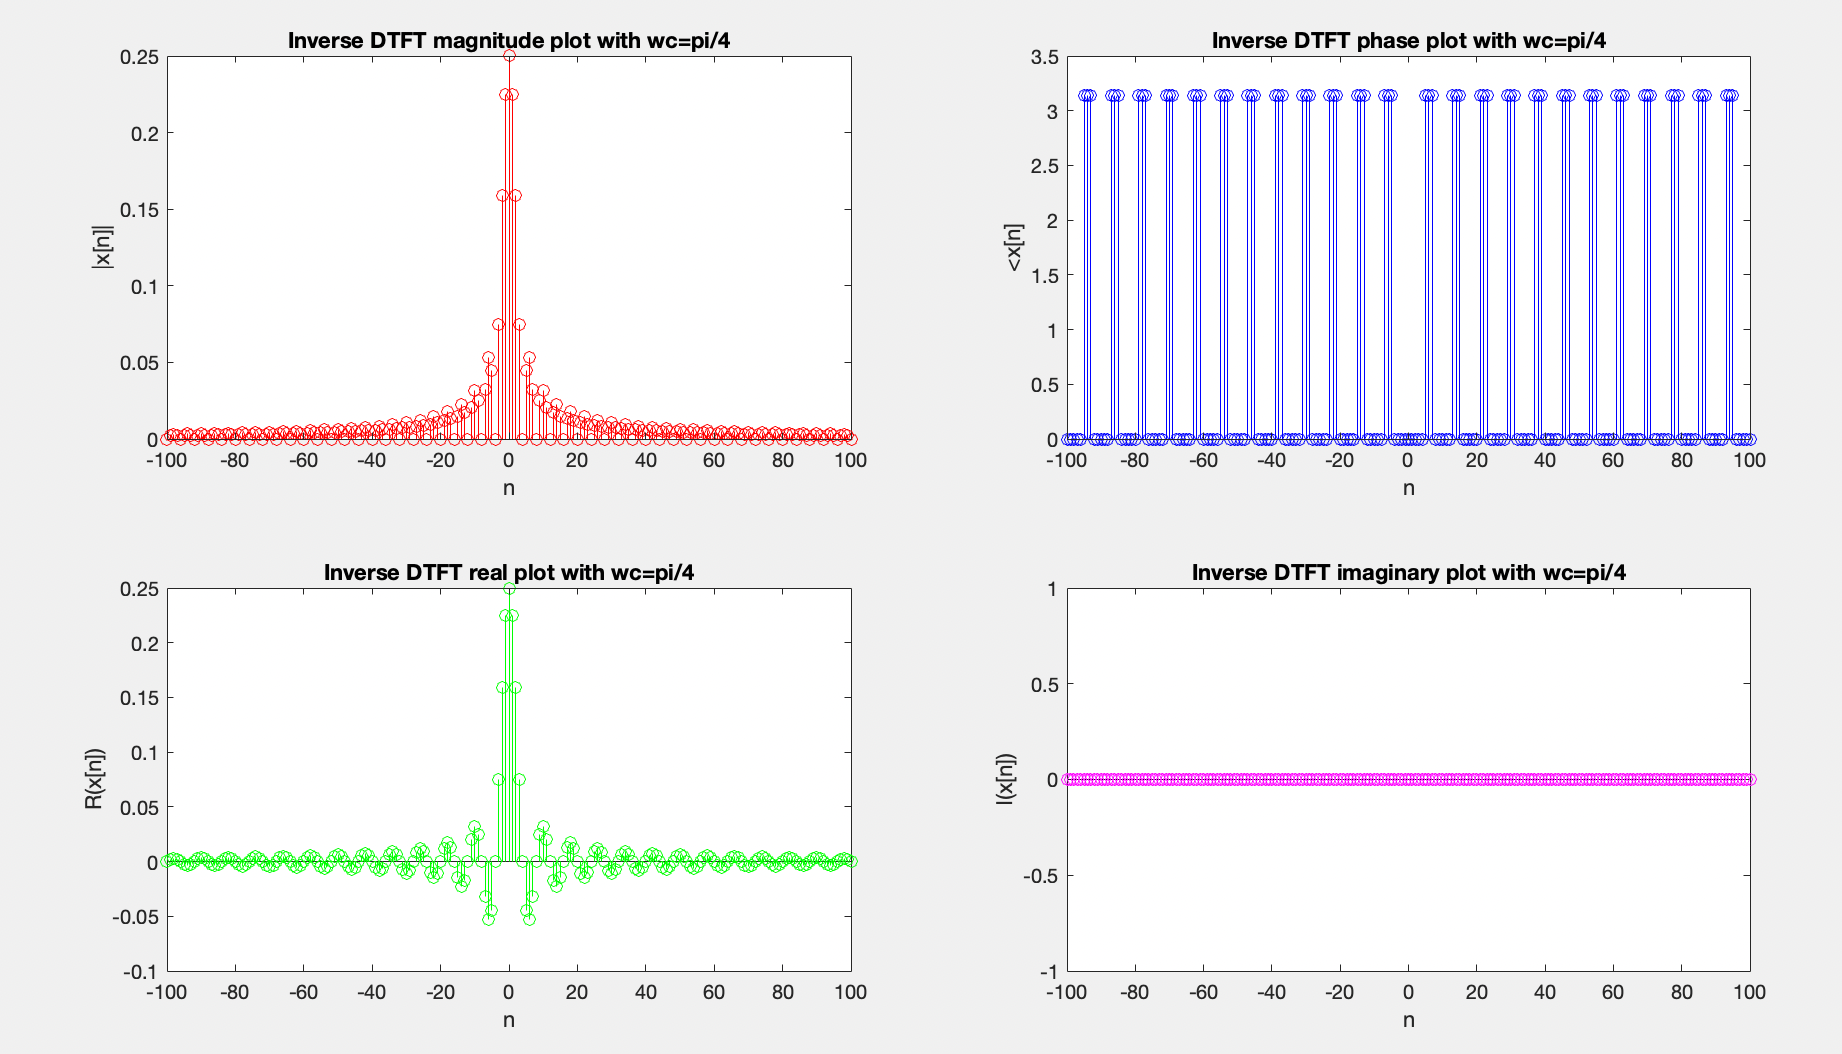 Inverse DTFT magnitude plot with wc=pi/4
0.25
0.2
0.15
0.1
0.05
0
|x[n]|
-100 -80 -60 -40 -20 0 20 40 60 80 100
n
Inverse DTFT phase plot with wc=pi/4
3.5
3
2.5
2
1.5
1
0.5
0
<x[n]
-100 -80 -60 -40 -20 0 20 40 60 80 100
n
Inverse DTFT real plot with wc=pi/4
0.25
0.2
0.15
0.1
0.05
0
-0.05
-0.1
R(x[n])
-100 -80 -60 -40 -20 0 20 40 60 80 100
n
Inverse DTFT imaginary plot with wc=pi/4
1
0.5
0
-0.5
-1
I(x[n])
-100 -80 -60 -40 -20 0 20 40 60 80 100
n